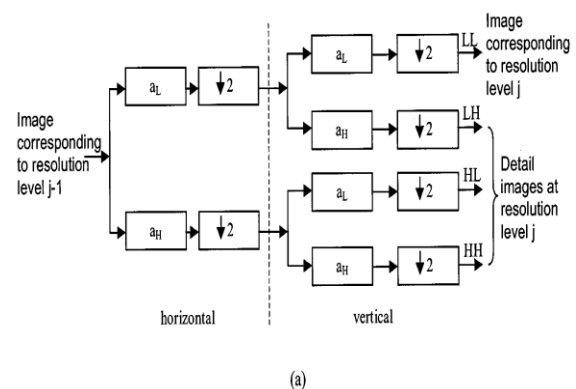 Image
corresponding
to resolution
level j-1
a_L
↓2
a_H
↓2
horizontal
a_L
↓2
LL
a_H
↓2
LH
a_L
↓2
HL
a_H
↓2
HH
vertical
Image
corresponding
to resolution
level j
Detail
images at
resolution
level j
(a)